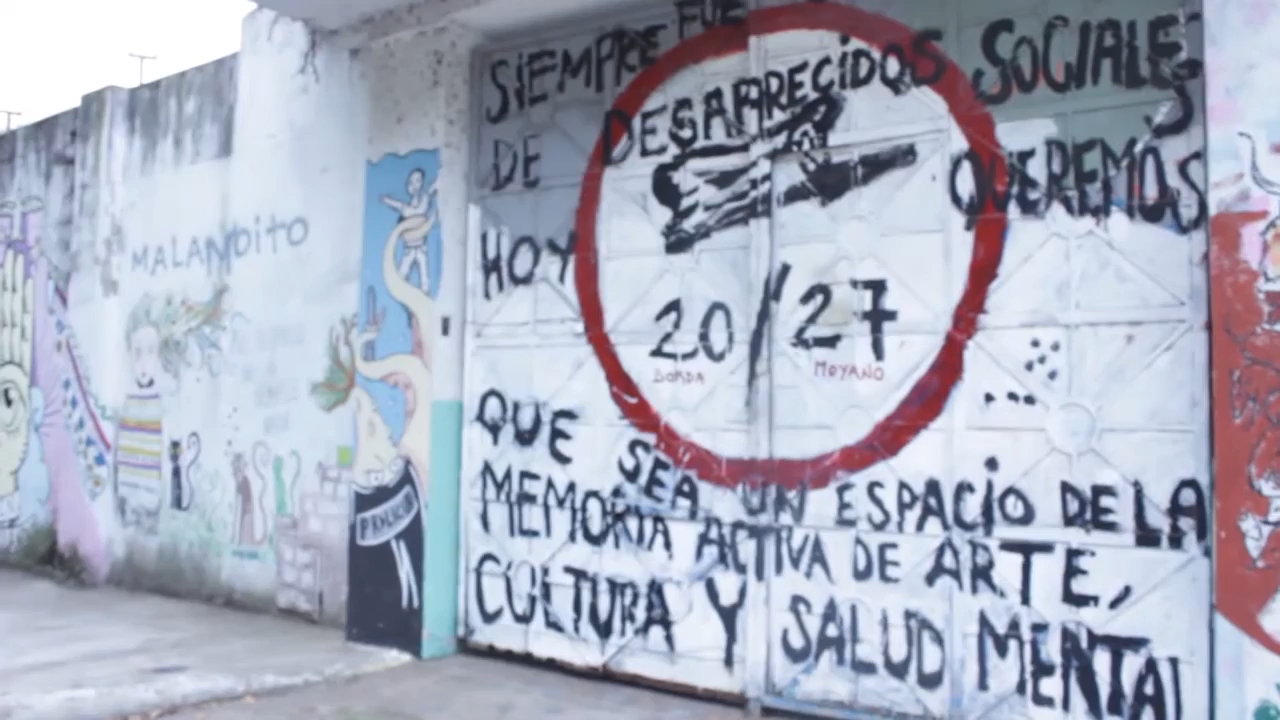 SIEMPRE FUE
DE DESAPARECIDOS SOCIALES
HOY QUEREMOS
20/27
BORDA MOYANO
QUE SEA UN ESPACIO DE LA
MEMORIA ACTIVA DE ARTE,
CULTURA Y SALUD MENTAL
MALAMBITO